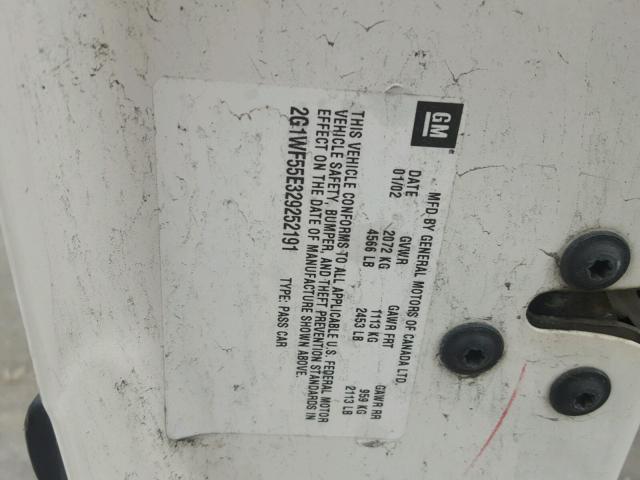 GM
MFD BY GENERAL MOTORS OF CANADA LTD.
DATE GVWR GAWR FRT GAWR RR
01/02 2072 KG 1113 KG 959 KG
4566 LB 2453 LB 2113 LB
THIS VEHICLE CONFORMS TO ALL APPLICABLE U.S. FEDERAL MOTOR
VEHICLE SAFETY, BUMPER, AND THEFT PREVENTION STANDARDS IN
EFFECT ON THE DATE OF MANUFACTURE SHOWN ABOVE.
2G1WF55E329252191 TYPE: PASS CAR